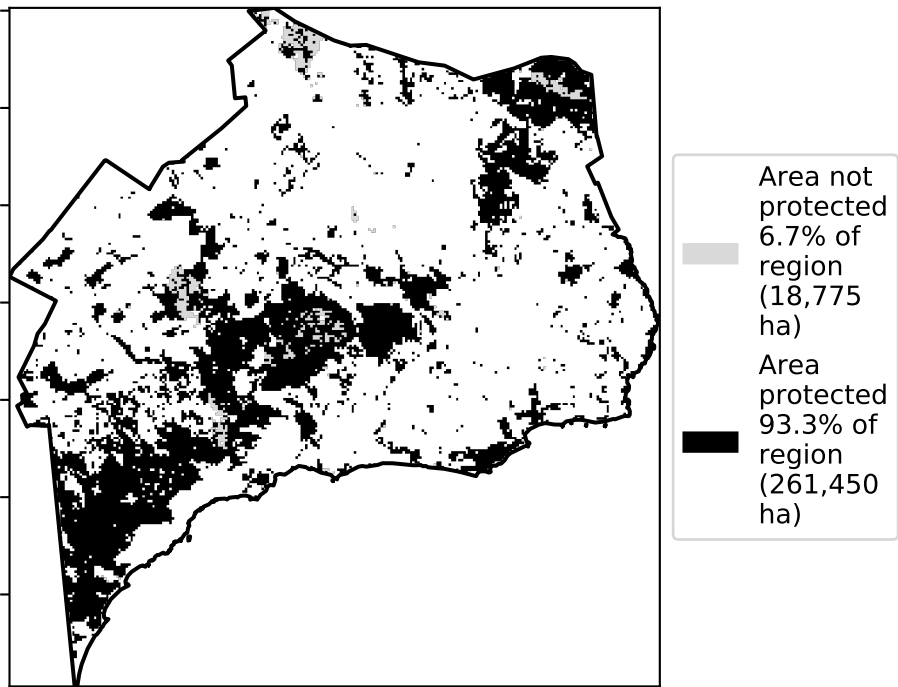 Area not
protected
6.7% of
region
(18,775
ha)
Area
protected
93.3% of
region
(261,450
ha)